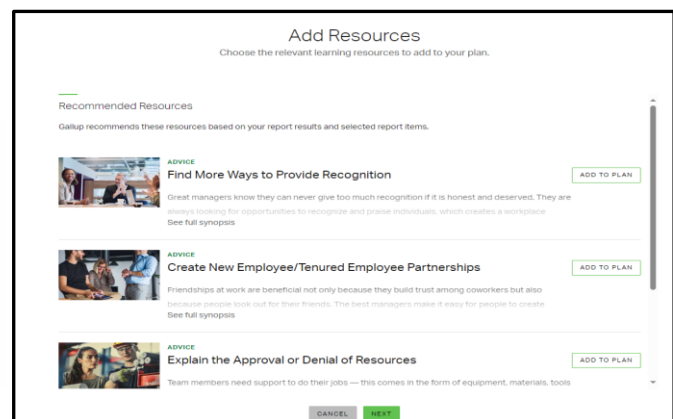 Add Resources
Choose the relevant learning resources to add to your plan.
Recommended Resources
Gallup recommends these resources based on your report results and selected report items.
ADVICE
Find More Ways to Provide Recognition
ADD TO PLAN
Great managers know they can never give too much recognition if it is honest and deserved. They are
always looking for opportunities to recognize and praise individuals, which creates a workplace
See full synopsis
ADVICE
Create New Employee/Tenured Employee Partnerships
ADD TO PLAN
Friendships at work are beneficial not only because they build trust among coworkers but also
because people look out for their friends. The best managers make it easy for people to create
See full synopsis
ADVICE
Explain the Approval or Denial of Resources
ADD TO PLAN
Team members need support to do their jobs — this comes in the form of equipment, materials, tools
CANCEL
NEXT